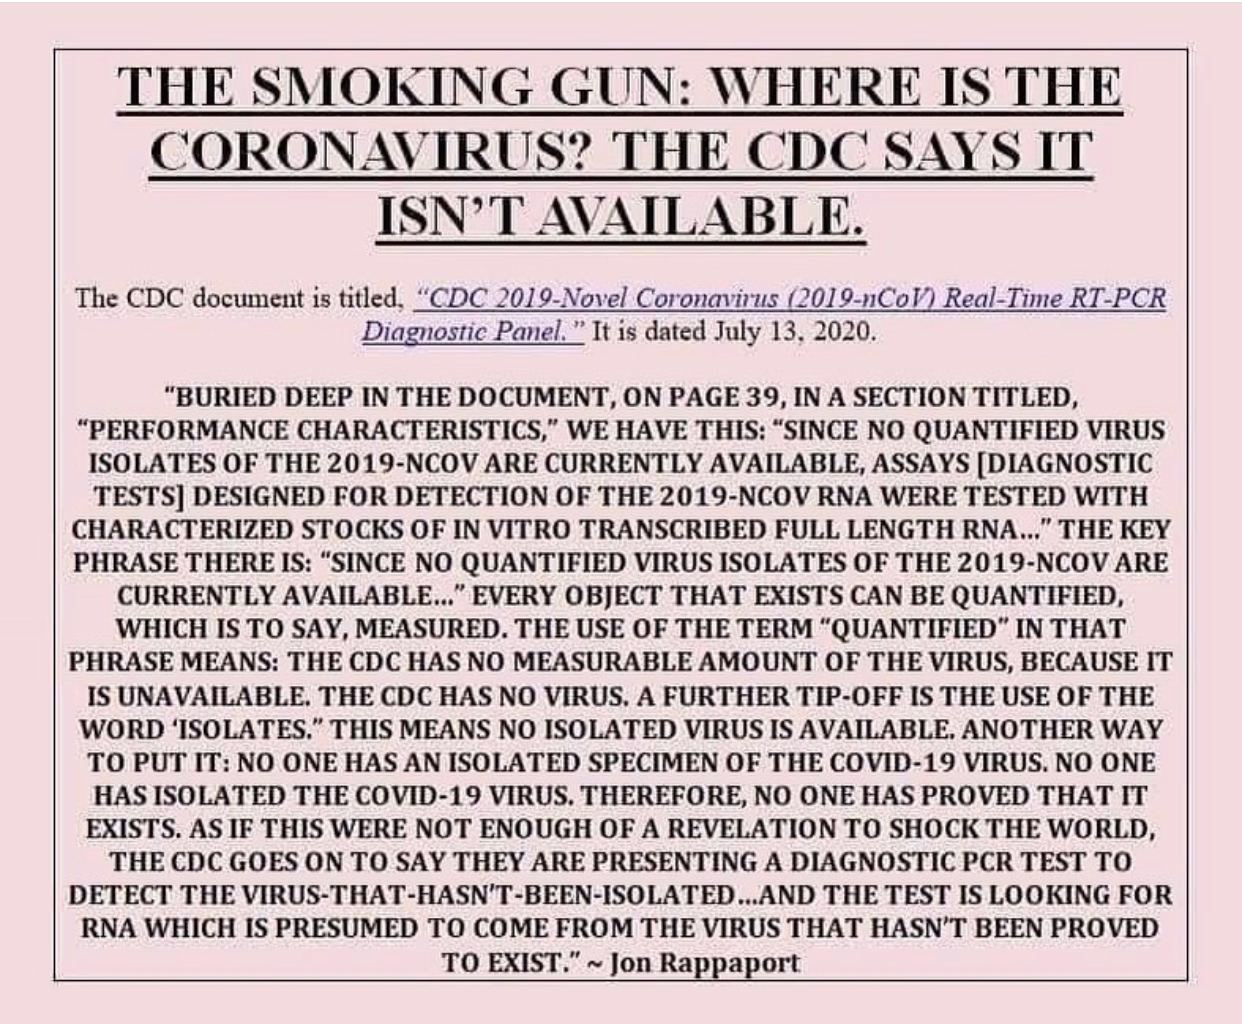 THE SMOKING GUN: WHERE IS THE
CORONAVIRUS? THE CDC SAYS IT
ISN'T AVAILABLE.
The CDC document is titled, “CDC 2019-Novel Coronavirus (2019-nCoV) Real-Time RT-PCR
Diagnostic Panel.” It is dated July 13, 2020.
“BURIED DEEP IN THE DOCUMENT, ON PAGE 39, IN A SECTION TITLED,
“PERFORMANCE CHARACTERISTICS,” WE HAVE THIS: “SINCE NO QUANTIFIED VIRUS
ISOLATES OF THE 2019-NCOV ARE CURRENTLY AVAILABLE, ASSAYS [DIAGNOSTIC
TESTS] DESIGNED FOR DETECTION OF THE 2019-NCOV RNA WERE TESTED WITH
CHARACTERIZED STOCKS OF IN VITRO TRANSCRIBED FULL LENGTH RNA…” THE KEY
PHRASE THERE IS: “SINCE NO QUANTIFIED VIRUS ISOLATES OF THE 2019-NCOV ARE
CURRENTLY AVAILABLE…” EVERY OBJECT THAT EXISTS CAN BE QUANTIFIED,
WHICH IS TO SAY, MEASURED. THE USE OF THE TERM “QUANTIFIED” IN THAT
PHRASE MEANS: THE CDC HAS NO MEASURABLE AMOUNT OF THE VIRUS, BECAUSE IT
IS UNAVAILABLE. THE CDC HAS NO VIRUS. A FURTHER TIP-OFF IS THE USE OF THE
WORD ‘ISOLATES.” THIS MEANS NO ISOLATED VIRUS IS AVAILABLE. ANOTHER WAY
TO PUT IT: NO ONE HAS AN ISOLATED SPECIMEN OF THE COVID-19 VIRUS. NO ONE
HAS ISOLATED THE COVID-19 VIRUS. THEREFORE, NO ONE HAS PROVED THAT IT
EXISTS. AS IF THIS WERE NOT ENOUGH OF A REVELATION TO SHOCK THE WORLD,
THE CDC GOES ON TO SAY THEY ARE PRESENTING A DIAGNOSTIC PCR TEST TO
DETECT THE VIRUS-THAT-HASN'T-BEEN-ISOLATED…AND THE TEST IS LOOKING FOR
RNA WHICH IS PRESUMED TO COME FROM THE VIRUS THAT HASN'T BEEN PROVED
TO EXIST.” ~ Jon Rappaport